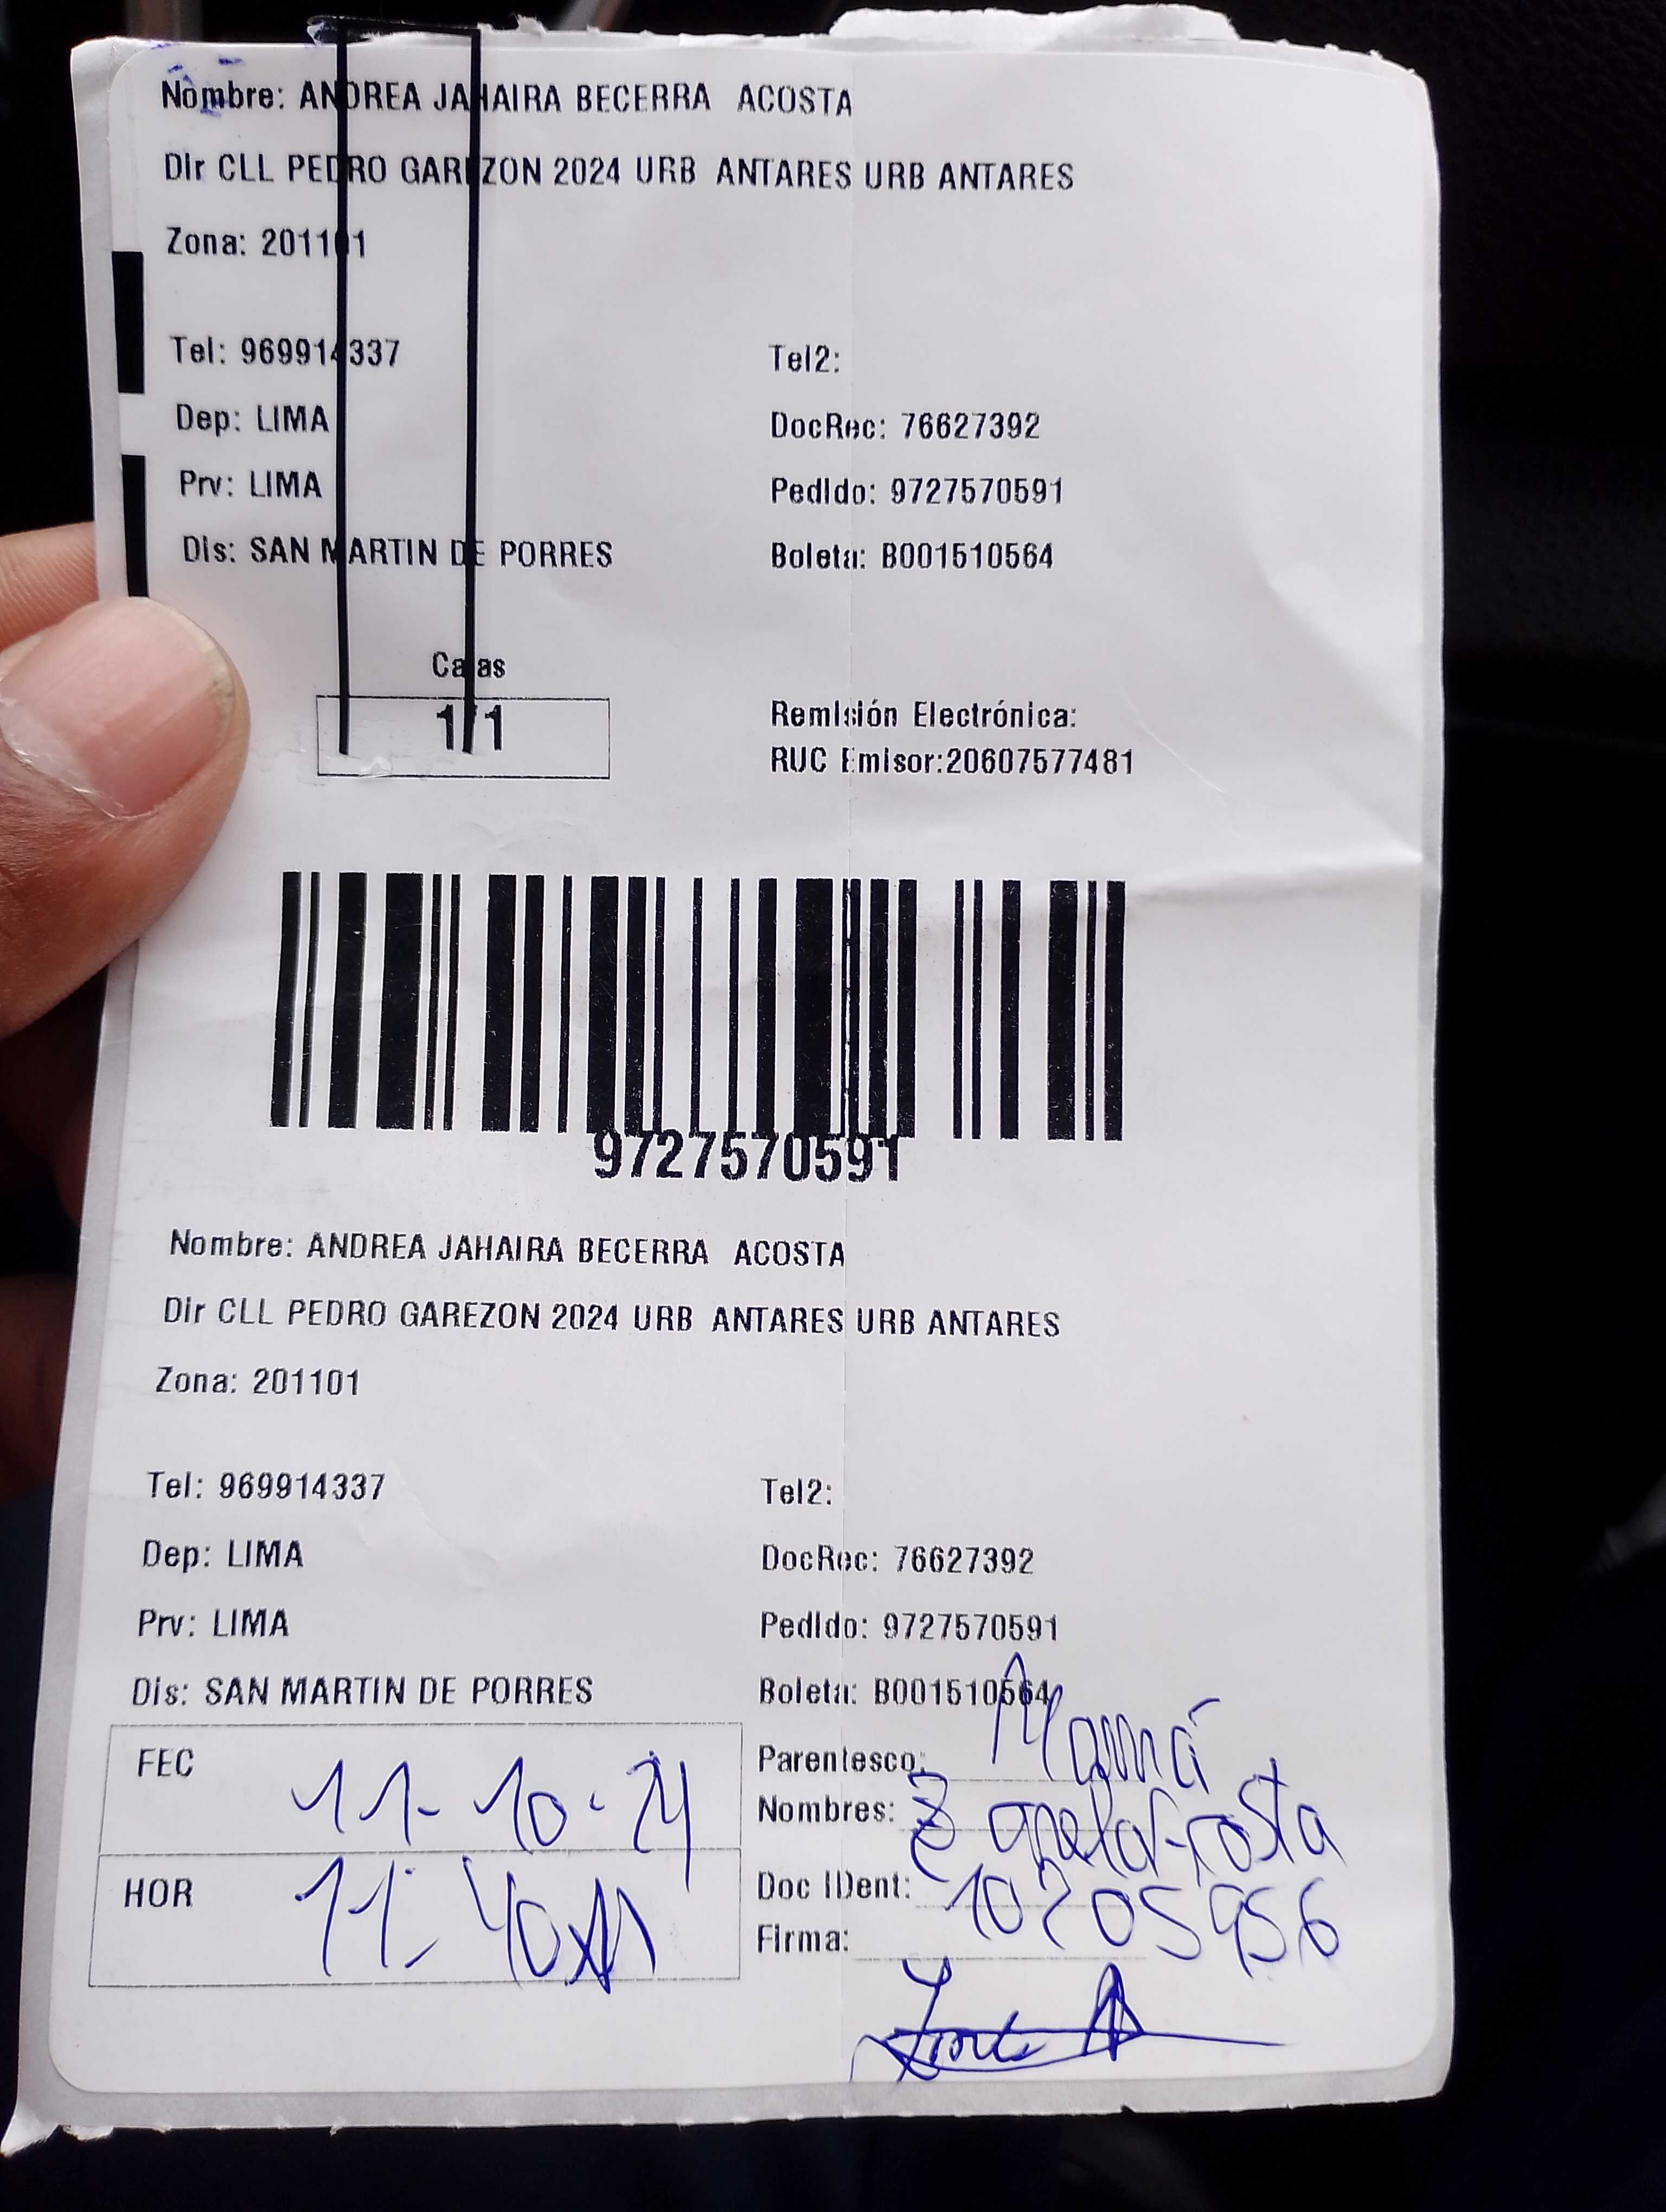 Nombre: ANDREA JAHAIRA BECERRA ACOSTA
Dir CLL PEDRO GAREZON 2024 URB ANTARES URB ANTARES
Zona: 201101
Tel: 969914337 Tel2:
Dep: LIMA DocRec: 76627392
Prv: LIMA Pedido: 9727570591
Dis: SAN MARTIN DE PORRES Boleta: B001510564
Cajas
1/1
Remisión Electrónica:
RUC Emisor:20607577481
9727570591
Nombre: ANDREA JAHAIRA BECERRA ACOSTA
Dir CLL PEDRO GAREZON 2024 URB ANTARES URB ANTARES
Zona: 201101
Tel: 969914337 Tel2:
Dep: LIMA DocRec: 76627392
Prv: LIMA Pedido: 9727570591
Dis: SAN MARTIN DE PORRES Boleta: B001510564
FEC 11-10-24
HOR 11:40
Parentesco: Mamá
Nombres:
Doc IDent: 10205956
Firma: